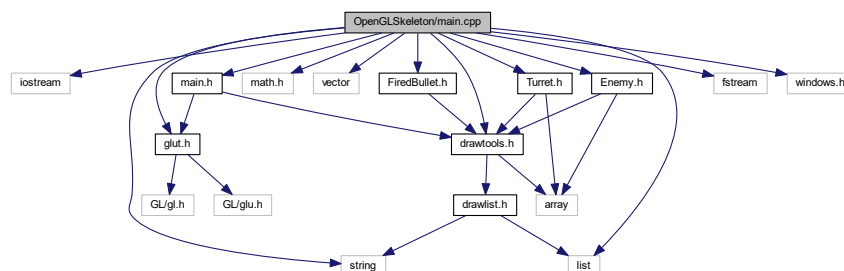 OpenGLSkeleton/main.cpp
iostream
main.h
math.h
vector
FiredBullet.h
Turret.h
Enemy.h
fstream
windows.h
glut.h
drawtools.h
GL/gl.h
GL/glu.h
drawlist.h
array
string
list